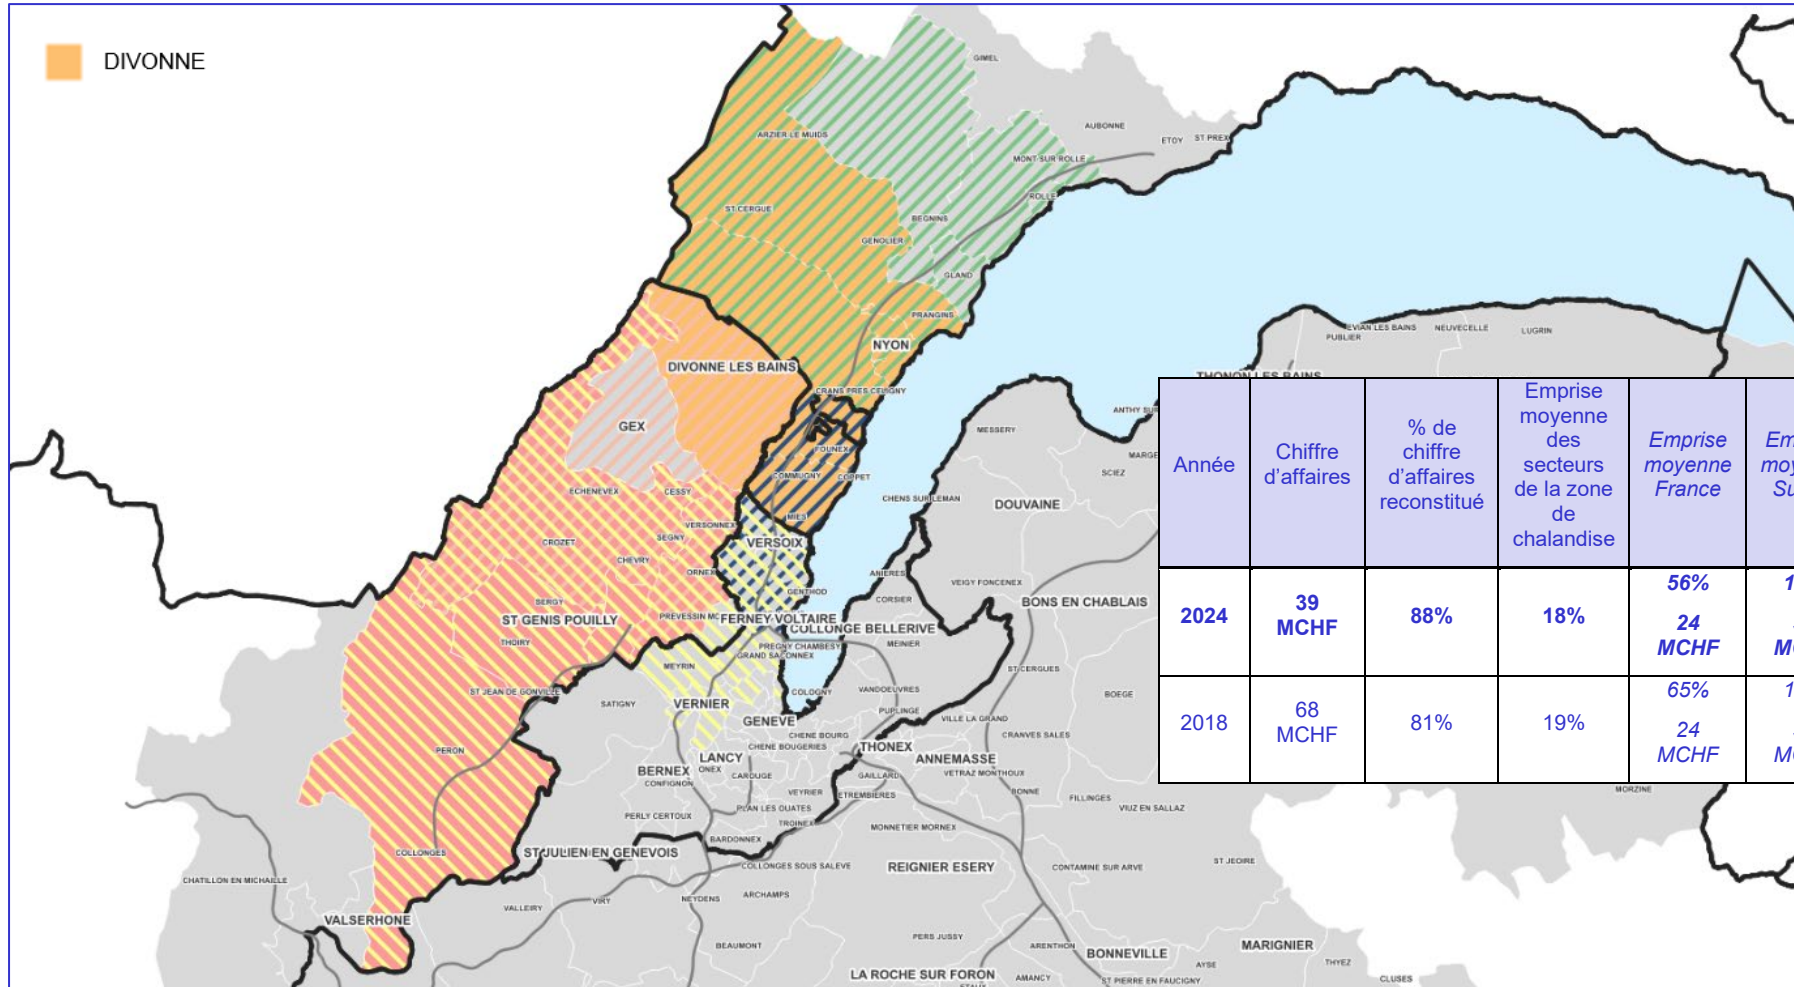 DIVONNE
GIMEL
AUBONNE
ETOY
ST PREX
ARZIER-LE MUIDS
MONT-SUR ROLLE
ROLLE
ST CERGUE
BEGNINS
GENOLIER
GLAND
PRANGINS
NYON
EVIAN LES BAINS
NEUVECELLE
LUGRIN
PUBLIER
DIVONNE LES BAINS
THONON LES BAINS
CRANS PRES CELIGNY
ANTHY SUR
GEX
MESSERY
FOUNEX
MARGE
SCIEZ
COMMUGNY
COPPET
ECHENEVEX
CESSY
CHENS SUR LEMAN
DOUVAINE
MIES
VERSONNEX
CROZET
SEGNY
VERSOIX
CHEVRY
ORNEX
ANIERES
VEIGY FONCENEX
GENTHOD
CORSIER
BONS EN CHABLAIS
SERGY
ST GENIS POUILLY
PREVESSIN MO
FERNEY VOLTAIRE
COLLONGE BELLERIVE
THOIRY
PREGNY CHAMBESY
MEINIER
GRAND SACONNEX
MEYRIN
ST CERGUES
ST JEAN DE GONVILLE
SATIGNY
COLOGNY
VANDOEUVRES
BOEGE
VERNIER
PUPLINGE
GENEVE
VILLE LA GRAND
CHENE BOURG
CRANVES SALES
PERON
CHENE BOUGERIES
THONEX
LANCY
ANNEMASSE
BERNEX
ONEX
CAROUGE
GAILLARD
VETRAZ MONTHOUX
CONFIGNON
VEYRIER
ETREMBIERES
BONNE
FILLINGES
PLAN LES OUATES
VIUZ EN SALLAZ
MORZINE
PERLY CERTOUX
TROINEX
MONNETIER MORNEX
BARDONNEX
COLLONGES
ST JULIEN EN GENEVOIS
COLLONGES SOUS SALEVE
REIGNIER ESERY
CONTAMINE SUR ARVE
ST JEOIRE
CHATILLON EN MICHAILLE
VALLEIRY
VIRY
NEYDENS
ARCHAMPS
VALSERHONE
BEAUMONT
PERS JUSSY
ARENTHON
BONNEVILLE
MARIGNIER
AYSE
THYEZ
LA ROCHE SUR FORON
AMANCY
ST PIERRE EN FAUCIGNY
CLUSES
Année
Chiffre
d’affaires
% de
chiffre
d’affaires
reconstitué
Emprise
moyenne
des
secteurs
de la zone
de
chalandise
Emprise
moyenne
France
Em
moy
Su
2024
39
MCHF
88%
18%
56%
24
MCHF
1
M
2018
68
MCHF
81%
19%
65%
24
MCHF
1
M